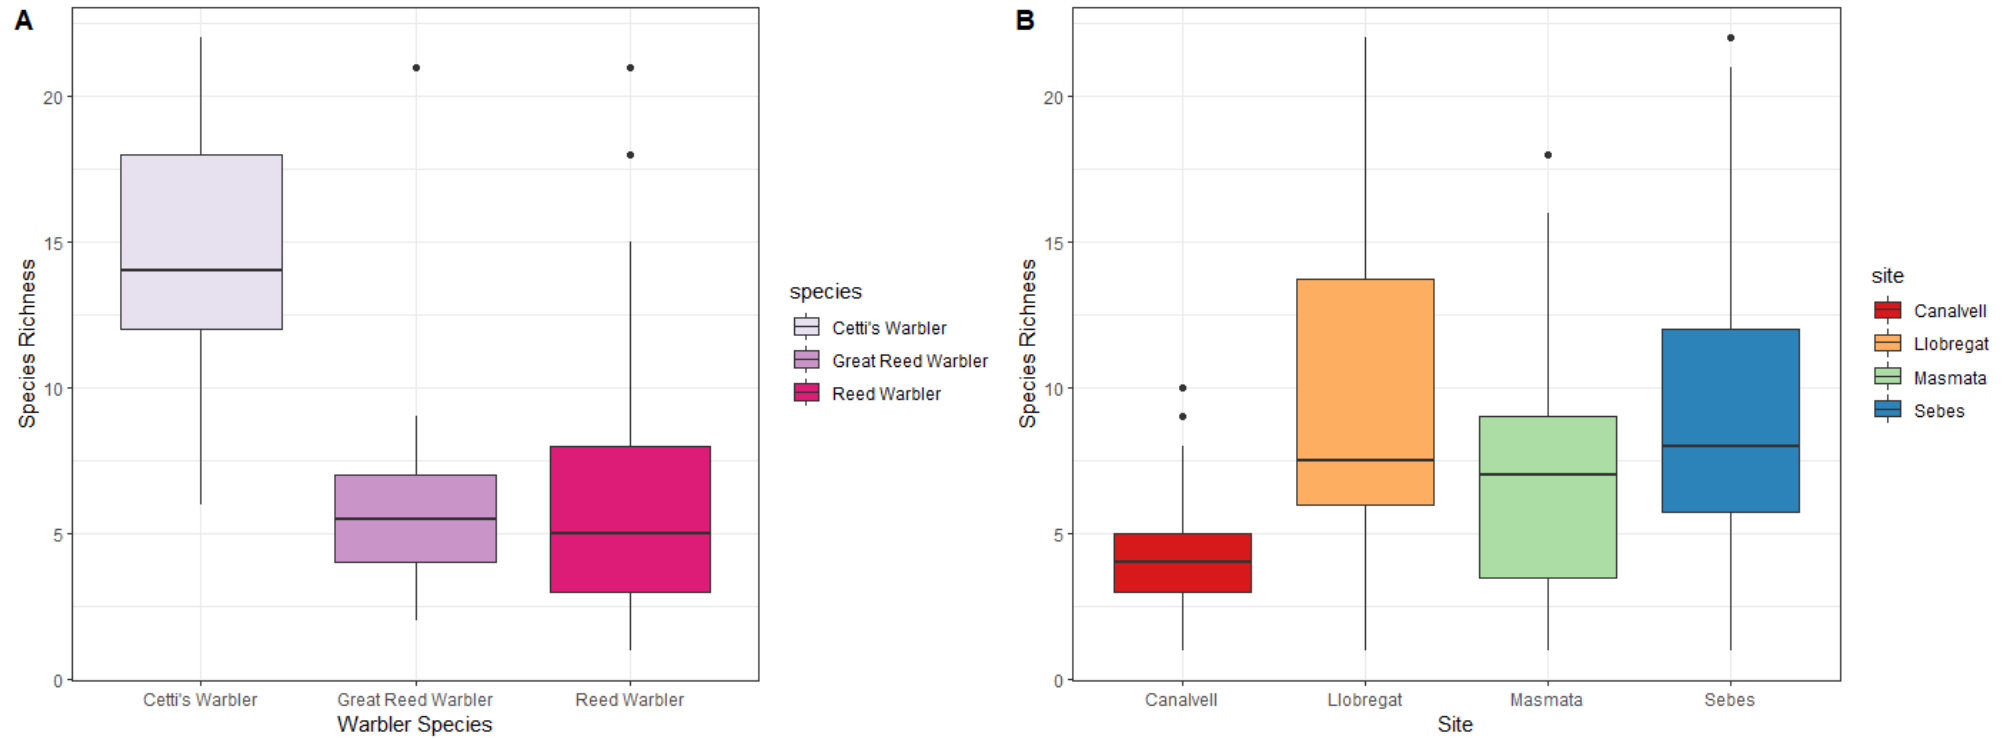 A
Species Richness
20
15
10
5
0
Cetti's Warbler
Great Reed Warbler
Reed Warbler
Warbler Species
species
Cetti's Warbler
Great Reed Warbler
Reed Warbler
B
Species Richness
20
15
10
5
0
Canalvell
Llobregat
Masmata
Sebes
Site
site
Canalvell
Llobregat
Masmata
Sebes